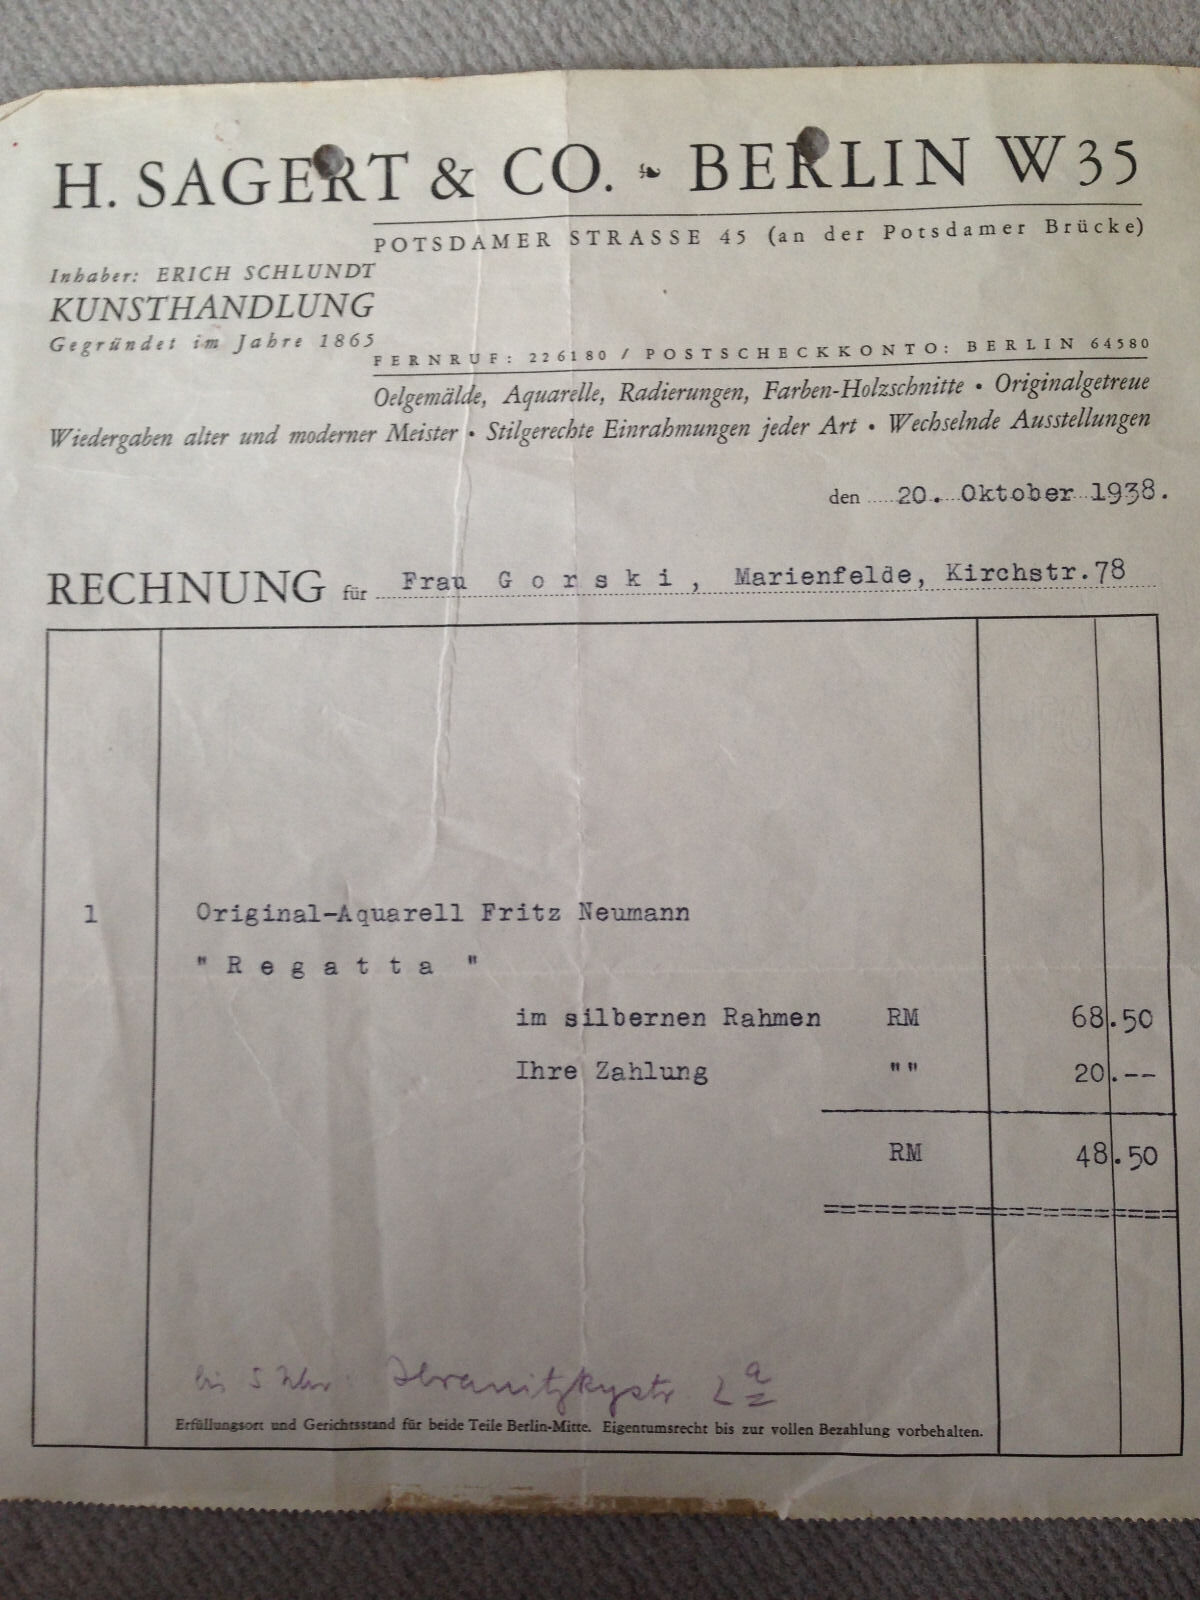 H. SAGERT & CO. ❧ BERLIN W 35
POTSDAMER STRASSE 45 (an der Potsdamer Brücke)
Inhaber: ERICH SCHLUNDT
KUNSTHANDLUNG
Gegründet im Jahre 1865
FERNRUF: 226180 / POSTSCHECKKONTO: BERLIN 64580
Oelgemälde, Aquarelle, Radierungen, Farben-Holzschnitte • Originalgetreue
Wiedergaben alter und moderner Meister • Stilgerechte Einrahmungen jeder Art • Wechselnde Ausstellungen
den 20. Oktober 1938.
RECHNUNG für Frau G o r s k i , Marienfelde, Kirchstr.78
1 Original-Aquarell Fritz Neumann
" R e g a t t a "
im silbernen Rahmen RM 68.50
Ihre Zahlung "" 20.--
RM 48.50
bis 5 Uhr:
Erfüllungsort und Gerichtsstand für beide Teile Berlin-Mitte. Eigentumsrecht bis zur vollen Bezahlung vorbehalten.